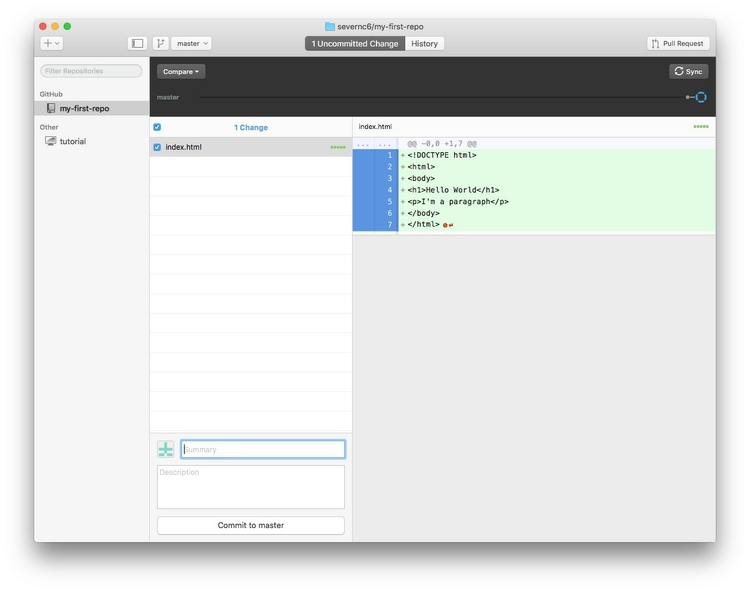 severnc6/my-first-repo
master
1 Uncommitted Change
History
Pull Request
Filter Repositories
GitHub
my-first-repo
Other
tutorial
Compare
Sync
master
1 Change
index.html
index.html
... ... @@ -0,0 +1,7 @@
1 +<!DOCTYPE html>
2 +<html>
3 +<body>
4 +<h1>Hello World</h1>
5 +<p>I'm a paragraph</p>
6 +</body>
7 +</html>
Summary
Description
Commit to master